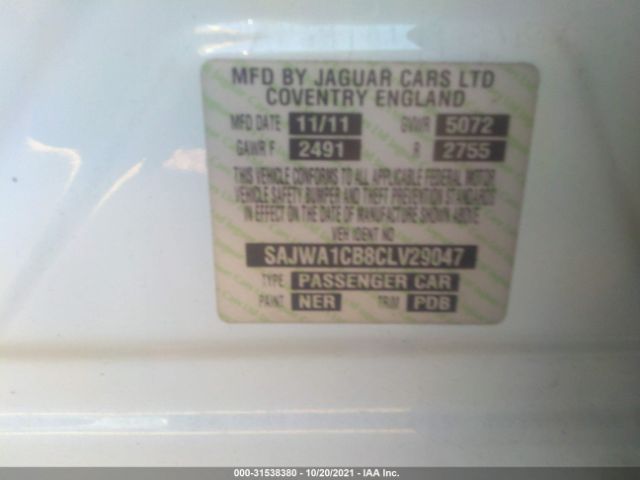 MFD BY JAGUAR CARS LTD
COVENTRY ENGLAND
MFD DATE 11/11 GVWR 5072
GAWR F 2491 R 2755
THIS VEHICLE CONFORMS TO ALL APPLICABLE FEDERAL MOTOR
VEHICLE SAFETY BUMPER AND THEFT PREVENTION STANDARDS
IN EFFECT ON THE DATE OF MANUFACTURE SHOWN ABOVE
VEH IDENT NO
SAJWA1CB8CLV29047
TYPE PASSENGER CAR
PAINT NER TRIM PDB
000-31538380 - 10/20/2021 - IAA Inc.